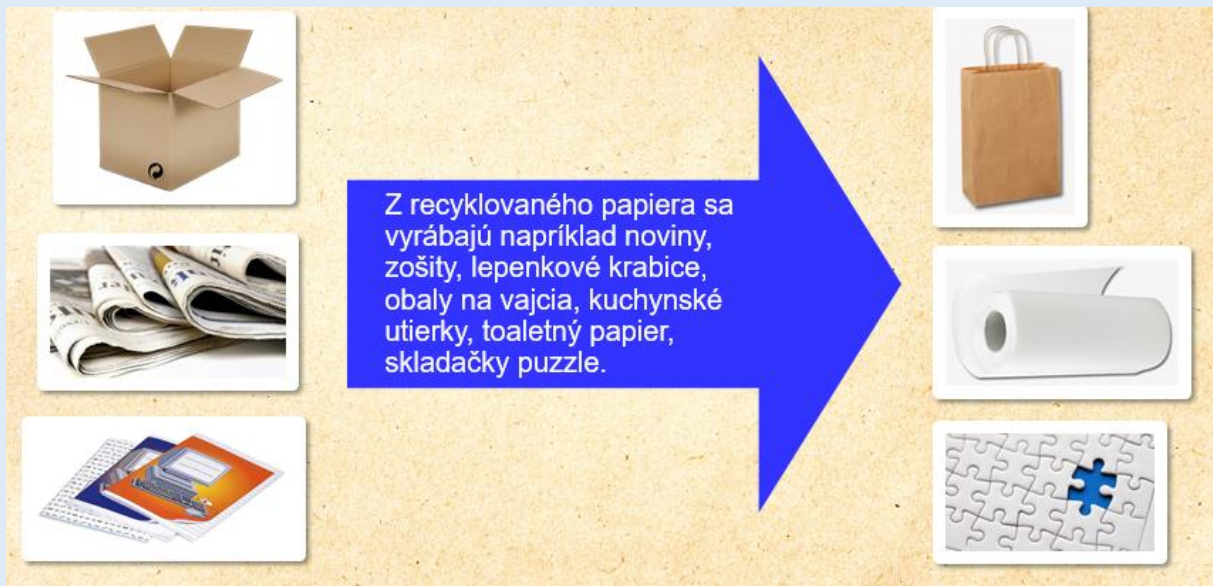 Z recyklovaného papiera sa
vyrábajú napríklad noviny,
zošity, lepenkové krabice,
obaly na vajcia, kuchynské
utierky, toaletný papier,
skladačky puzzle.